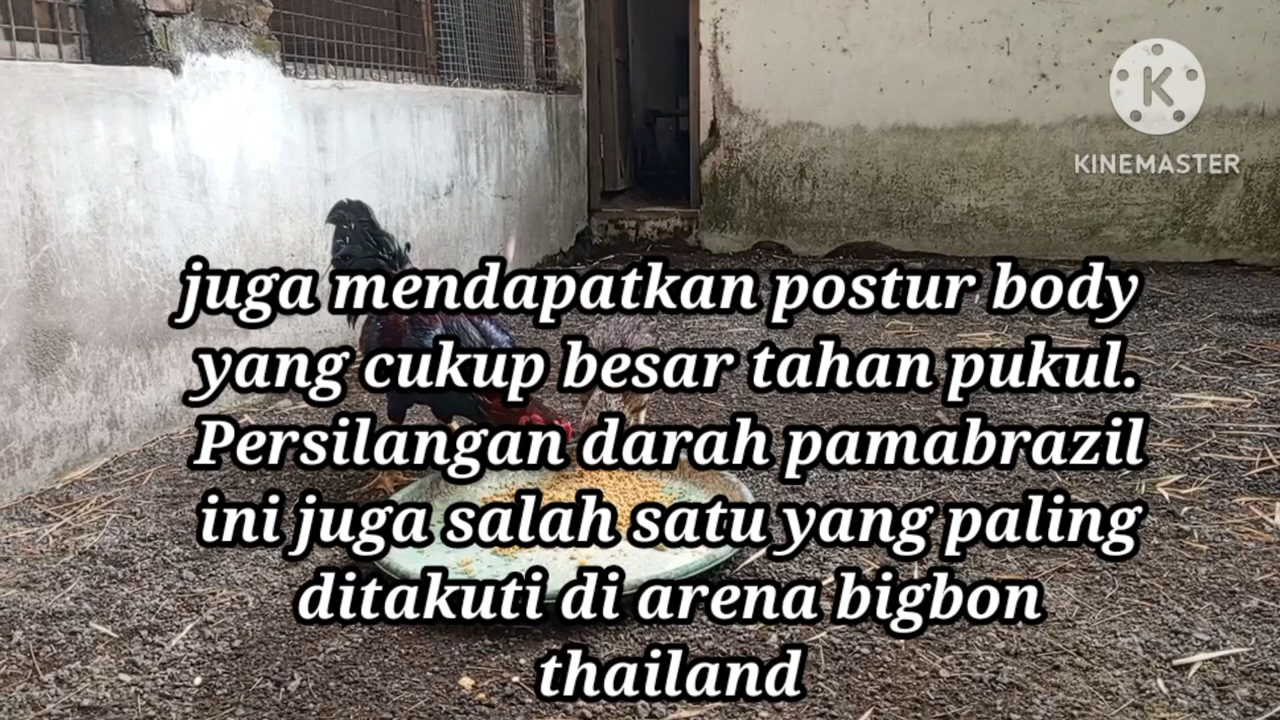 K
KINEMASTER
juga mendapatkan postur body
yang cukup besar tahan pukul.
Persilangan darah pamabrazil
ini juga salah satu yang paling
ditakuti di arena bigbon
thailand